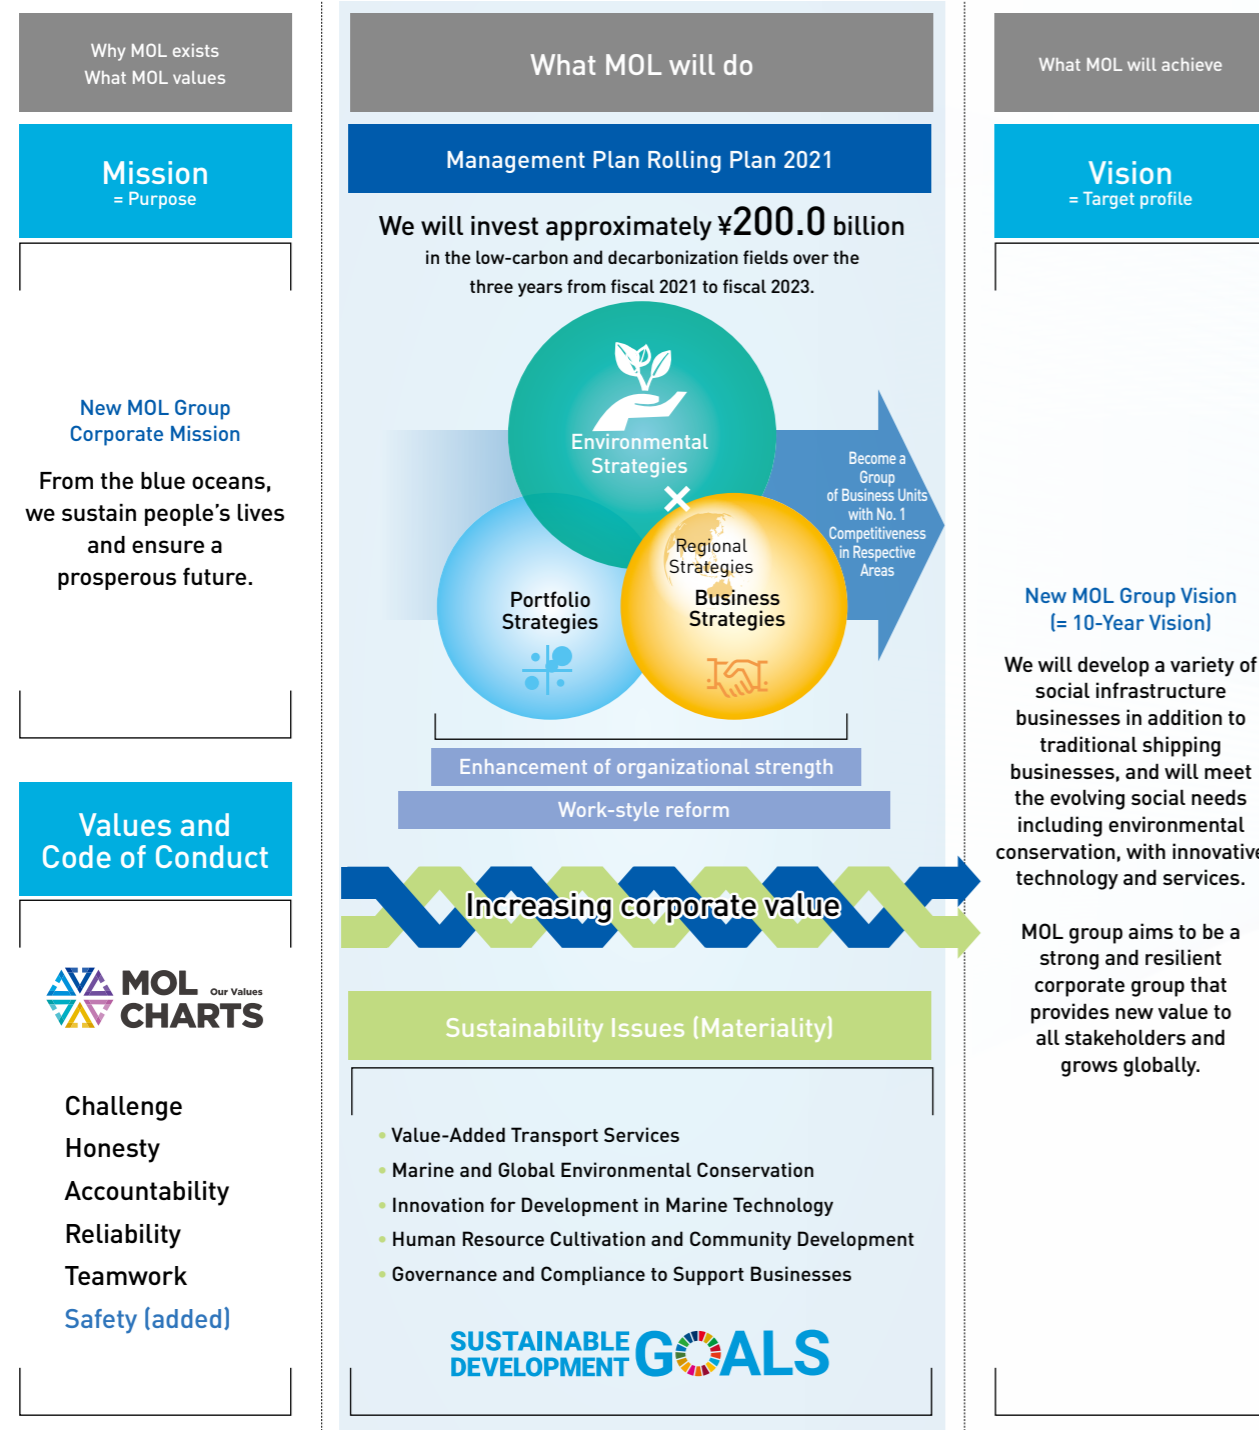 Why MOL exists
What MOL values
Mission
= Purpose
New MOL Group
Corporate Mission
From the blue oceans,
we sustain people's lives
and ensure a
prosperous future.
Values and
Code of Conduct
MOL Our Values
CHARTS
Challenge
Honesty
Accountability
Reliability
Teamwork
Safety (added)
What MOL will do
Management Plan Rolling Plan 2021
We will invest approximately ¥200.0 billion
in the low-carbon and decarbonization fields over the
three years from fiscal 2021 to fiscal 2023.
Environmental
Strategies
×
Regional
Strategies
Portfolio
Strategies
Business
Strategies
Become a
Group
of Business Units
with No. 1
Competitiveness
in Respective
Areas
Enhancement of organizational strength
Work-style reform
Increasing corporate value
Sustainability Issues (Materiality)
• Value-Added Transport Services
• Marine and Global Environmental Conservation
• Innovation for Development in Marine Technology
• Human Resource Cultivation and Community Development
• Governance and Compliance to Support Businesses
SUSTAINABLE
DEVELOPMENT
GOALS
What MOL will achieve
Vision
= Target profile
New MOL Group Vision
(= 10-Year Vision)
We will develop a variety of
social infrastructure
businesses in addition to
traditional shipping
businesses, and will meet
the evolving social needs
including environmental
conservation, with innovative
technology and services.
MOL group aims to be a
strong and resilient
corporate group that
provides new value to
all stakeholders and
grows globally.